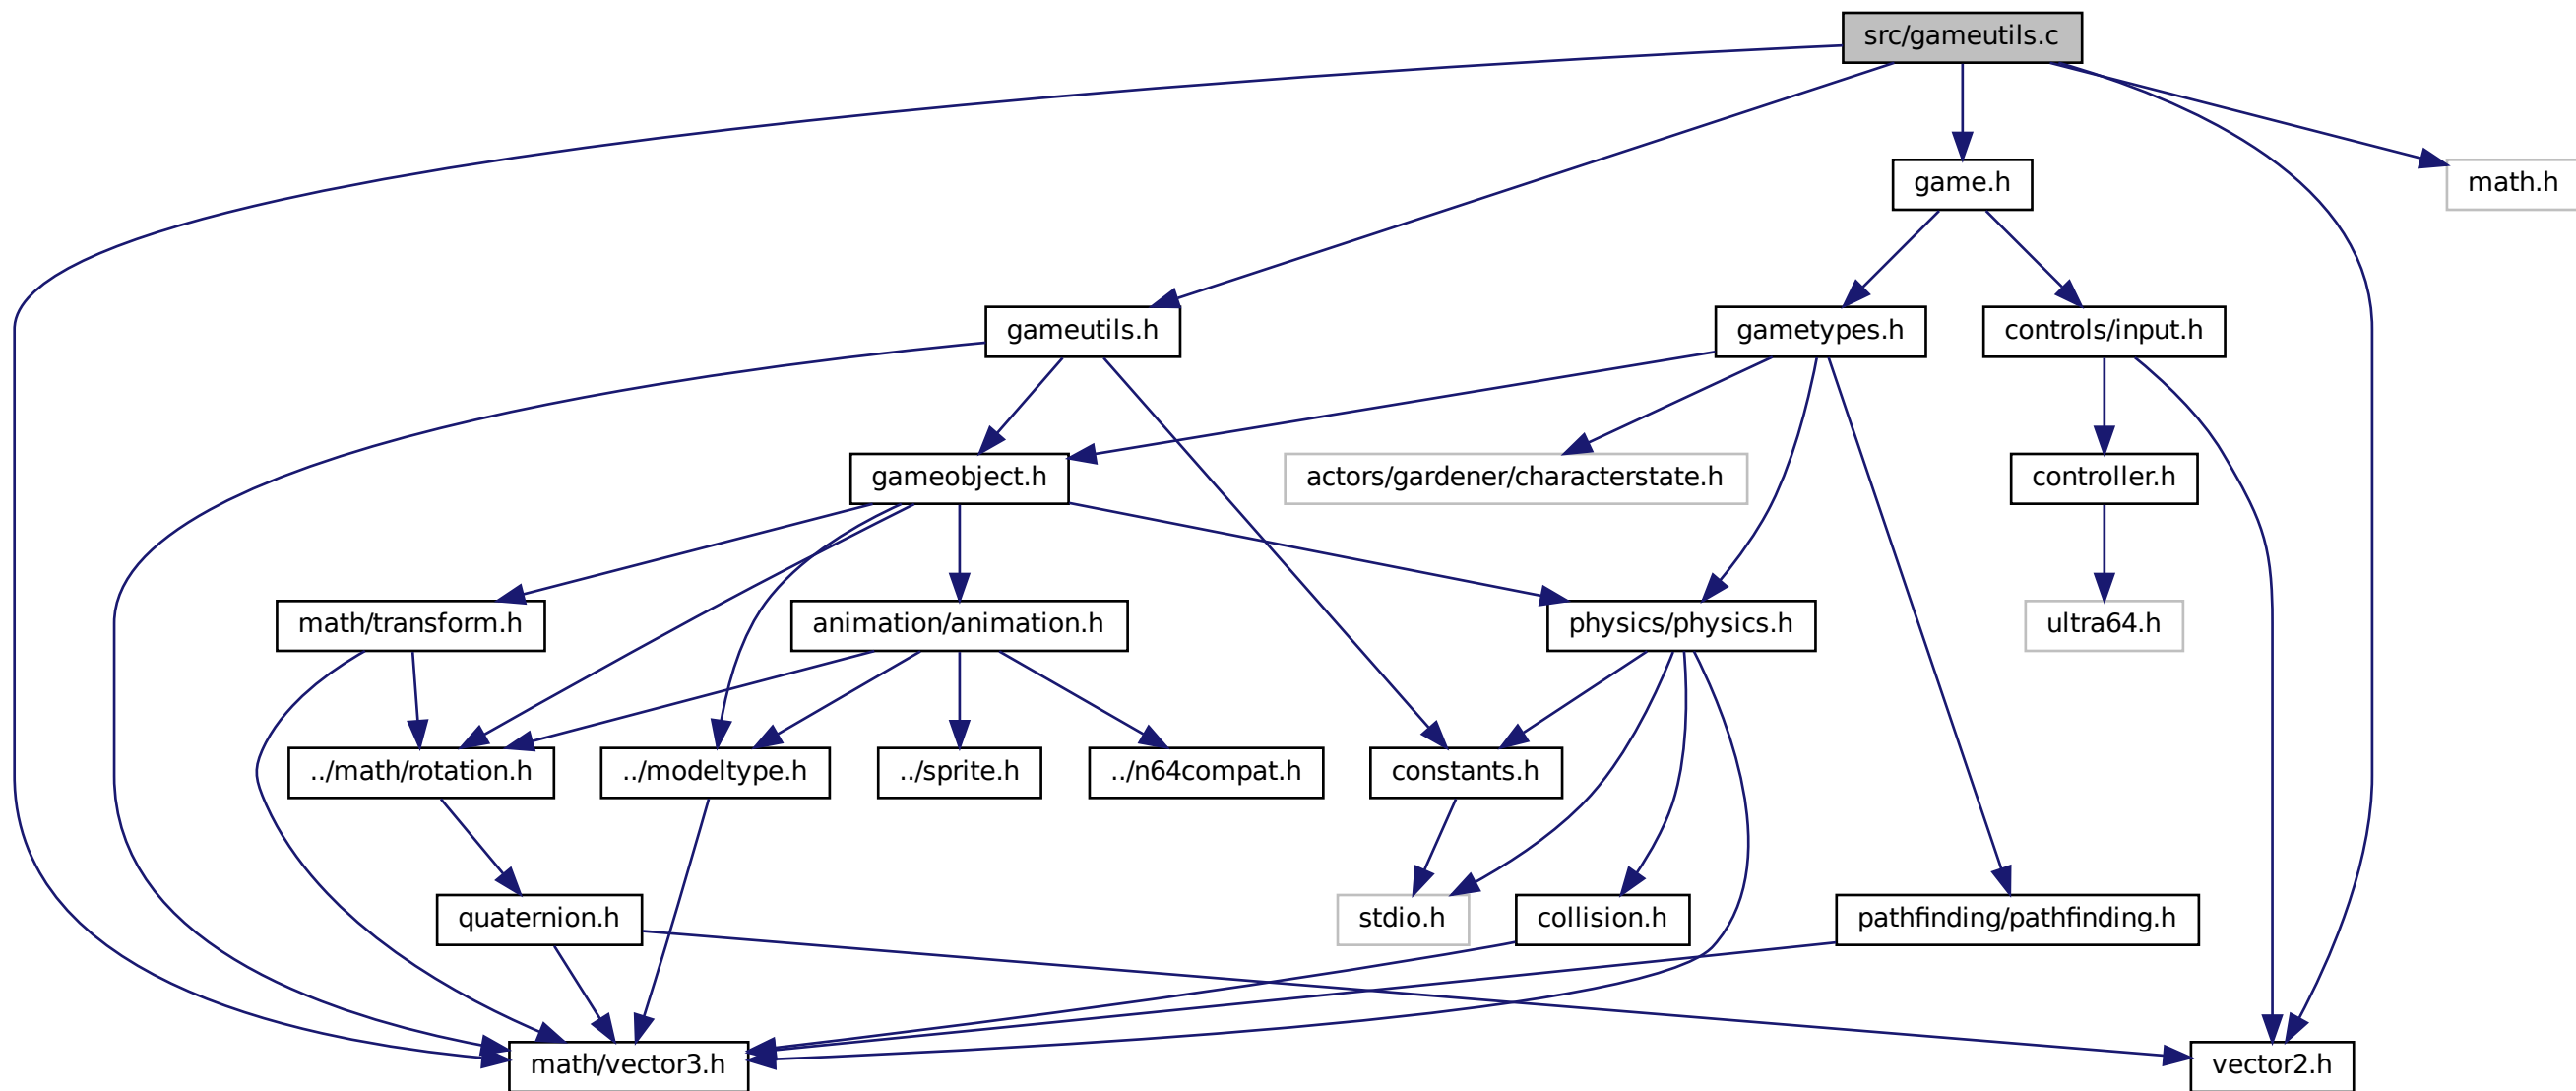 src/gameutils.c
game.h
math.h
gameutils.h
gametypes.h
controls/input.h
gameobject.h
actors/gardener/characterstate.h
controller.h
math/transform.h
animation/animation.h
physics/physics.h
ultra64.h
../math/rotation.h
../modeltype.h
../sprite.h
../n64compat.h
constants.h
quaternion.h
stdio.h
collision.h
pathfinding/pathfinding.h
math/vector3.h
vector2.h